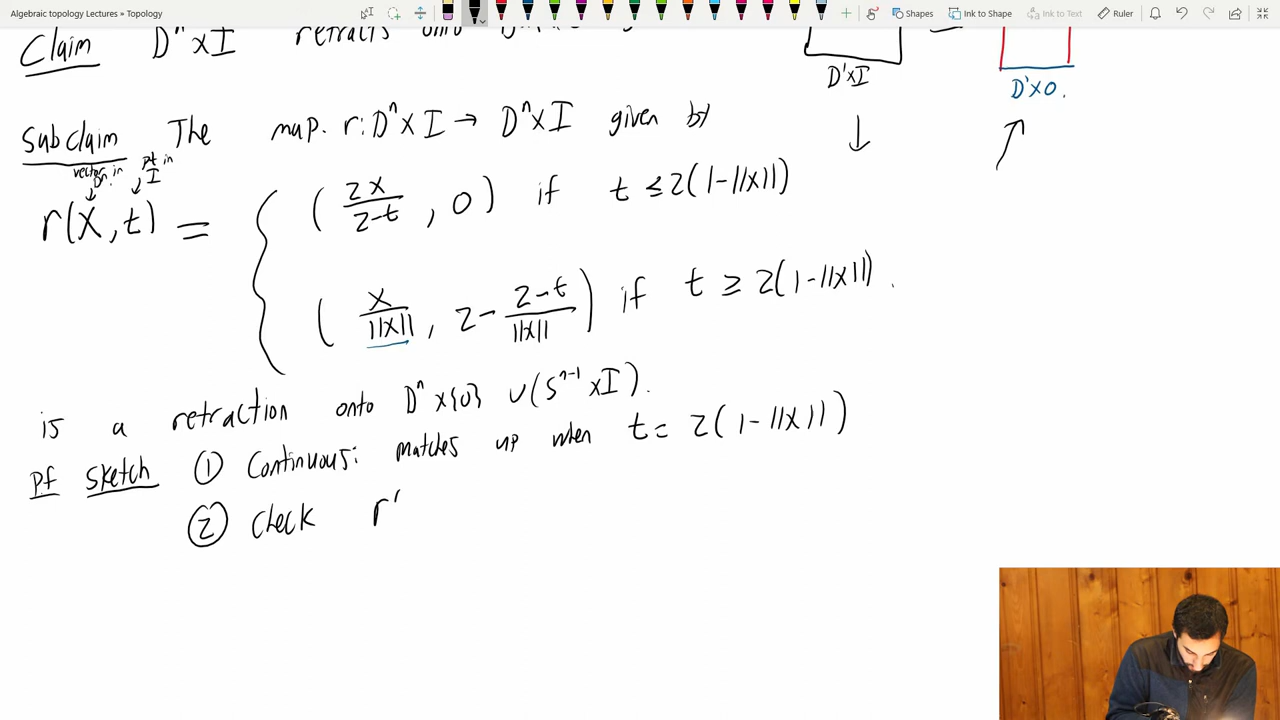 Algebraic topology Lectures » Topology
Shapes Ink to Shape Ink to Text Ruler
Claim D^n x I retracts onto
D' x I
D' x 0.
Subclaim The map. r: D^n x I → D^n x I given by
vector in D^n. pt in I
r(x,t) = { ( 2x/(2-t) , 0 ) if t ≤ 2(1-||x||)
( x/||x|| , 2 - (2-t)/||x|| ) if t ≥ 2(1-||x||) .
is a retraction onto D^n x {0} ∪ (S^{n-1} x I).
Pf sketch ① Continuous: matches up when t = 2(1-||x||)
② Check r'